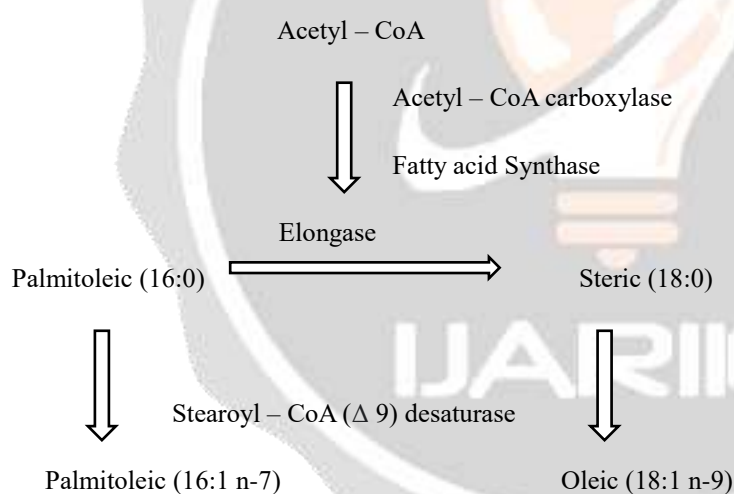 Acetyl – CoA
Acetyl – CoA carboxylase
Fatty acid Synthase
Elongase
Palmitoleic (16:0)
Steric (18:0)
IJARII
Stearoyl – CoA (Δ 9) desaturase
Palmitoleic (16:1 n-7)
Oleic (18:1 n-9)